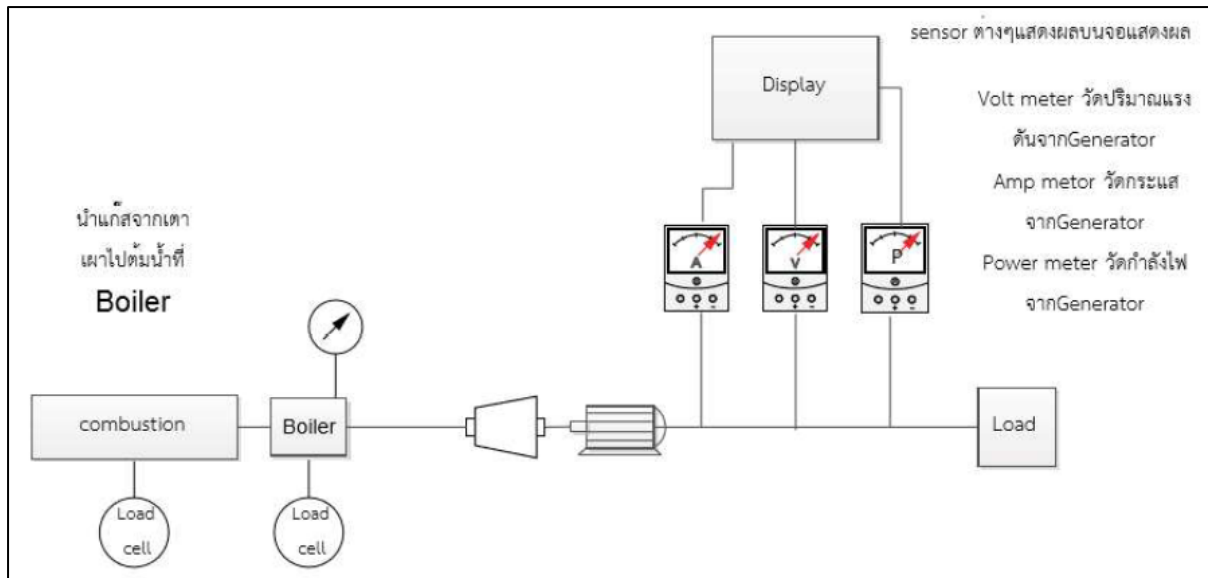 sensor ต่างๆแสดงผลบนจอแสดงผล
Display
Volt meter วัดปริมาณแรง
ดันจากGenerator
Amp metor วัดกระแส
จากGenerator
Power meter วัดกำลังไฟ
จากGenerator
นำแก๊สจากเตา
เผาไปต้มน้ำที่
Boiler
A
V
P
combustion
Boiler
Load
Load
cell
Load
cell